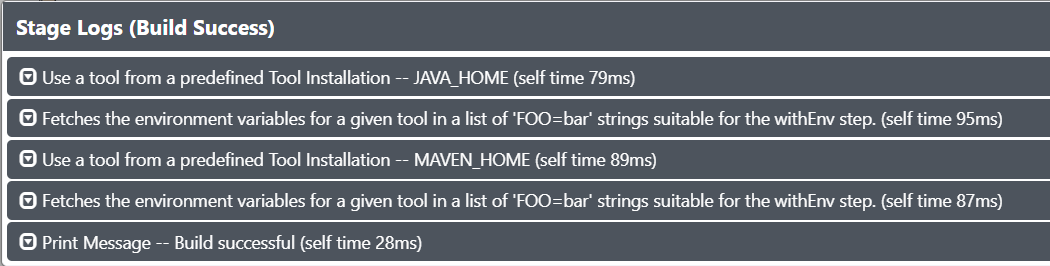 Stage Logs (Build Success)
Use a tool from a predefined Tool Installation -- JAVA_HOME (self time 79ms)
Fetches the environment variables for a given tool in a list of 'FOO=bar' strings suitable for the withEnv step. (self time 95ms)
Use a tool from a predefined Tool Installation -- MAVEN_HOME (self time 89ms)
Fetches the environment variables for a given tool in a list of 'FOO=bar' strings suitable for the withEnv step. (self time 87ms)
Print Message -- Build successful (self time 28ms)